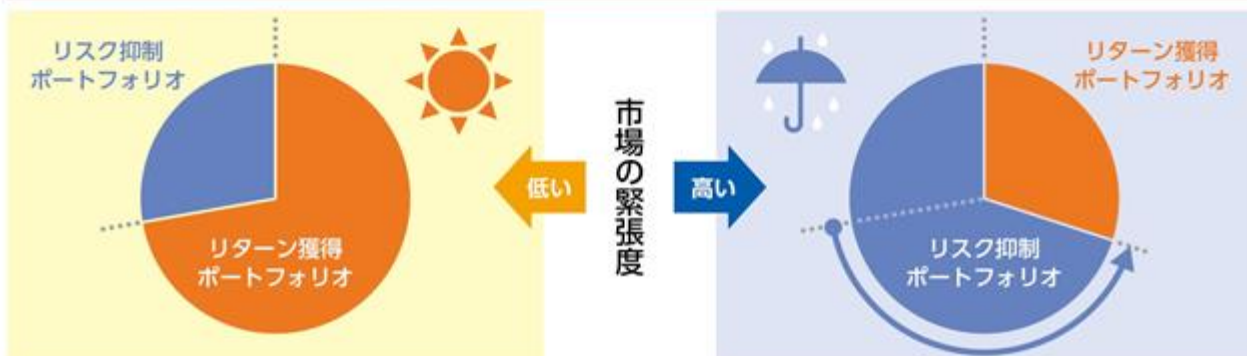 リスク抑制
ポートフォリオ
リターン獲得
ポートフォリオ
市場の緊張度
低い
高い
リターン獲得
ポートフォリオ
リスク抑制
ポートフォリオ